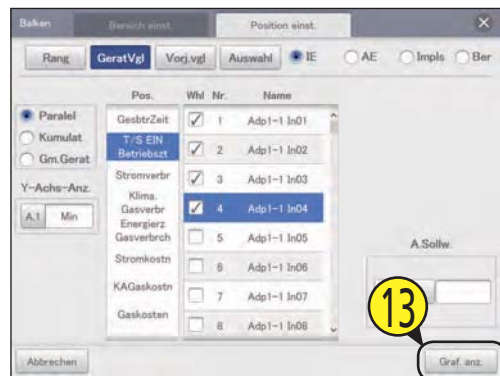 Balken Bereich einst. Position einst.
Rang GeratVgl Vorj.vgl Auswahl IE AE Impls Ber
Pos. Whl Nr. Name
Paralel
Kumulat
Gm.Gerat
Y-Achs-Anz.
A.1 Min
GesbtrZeit
T/S EIN
Betriebszt
Stromverbr
Klima.
Gasverbr
Energierz
Gasverbrch
Stromkostn
KAGaskostn
Gaskosten
1 Adp1-1 In01
2 Adp1-1 In02
3 Adp1-1 In03
4 Adp1-1 In04
5 Adp1-1 In05
6 Adp1-1 In06
7 Adp1-1 In07
8 Adp1-1 In08
A.Sollw.
13
Abbrechen Graf. anz.